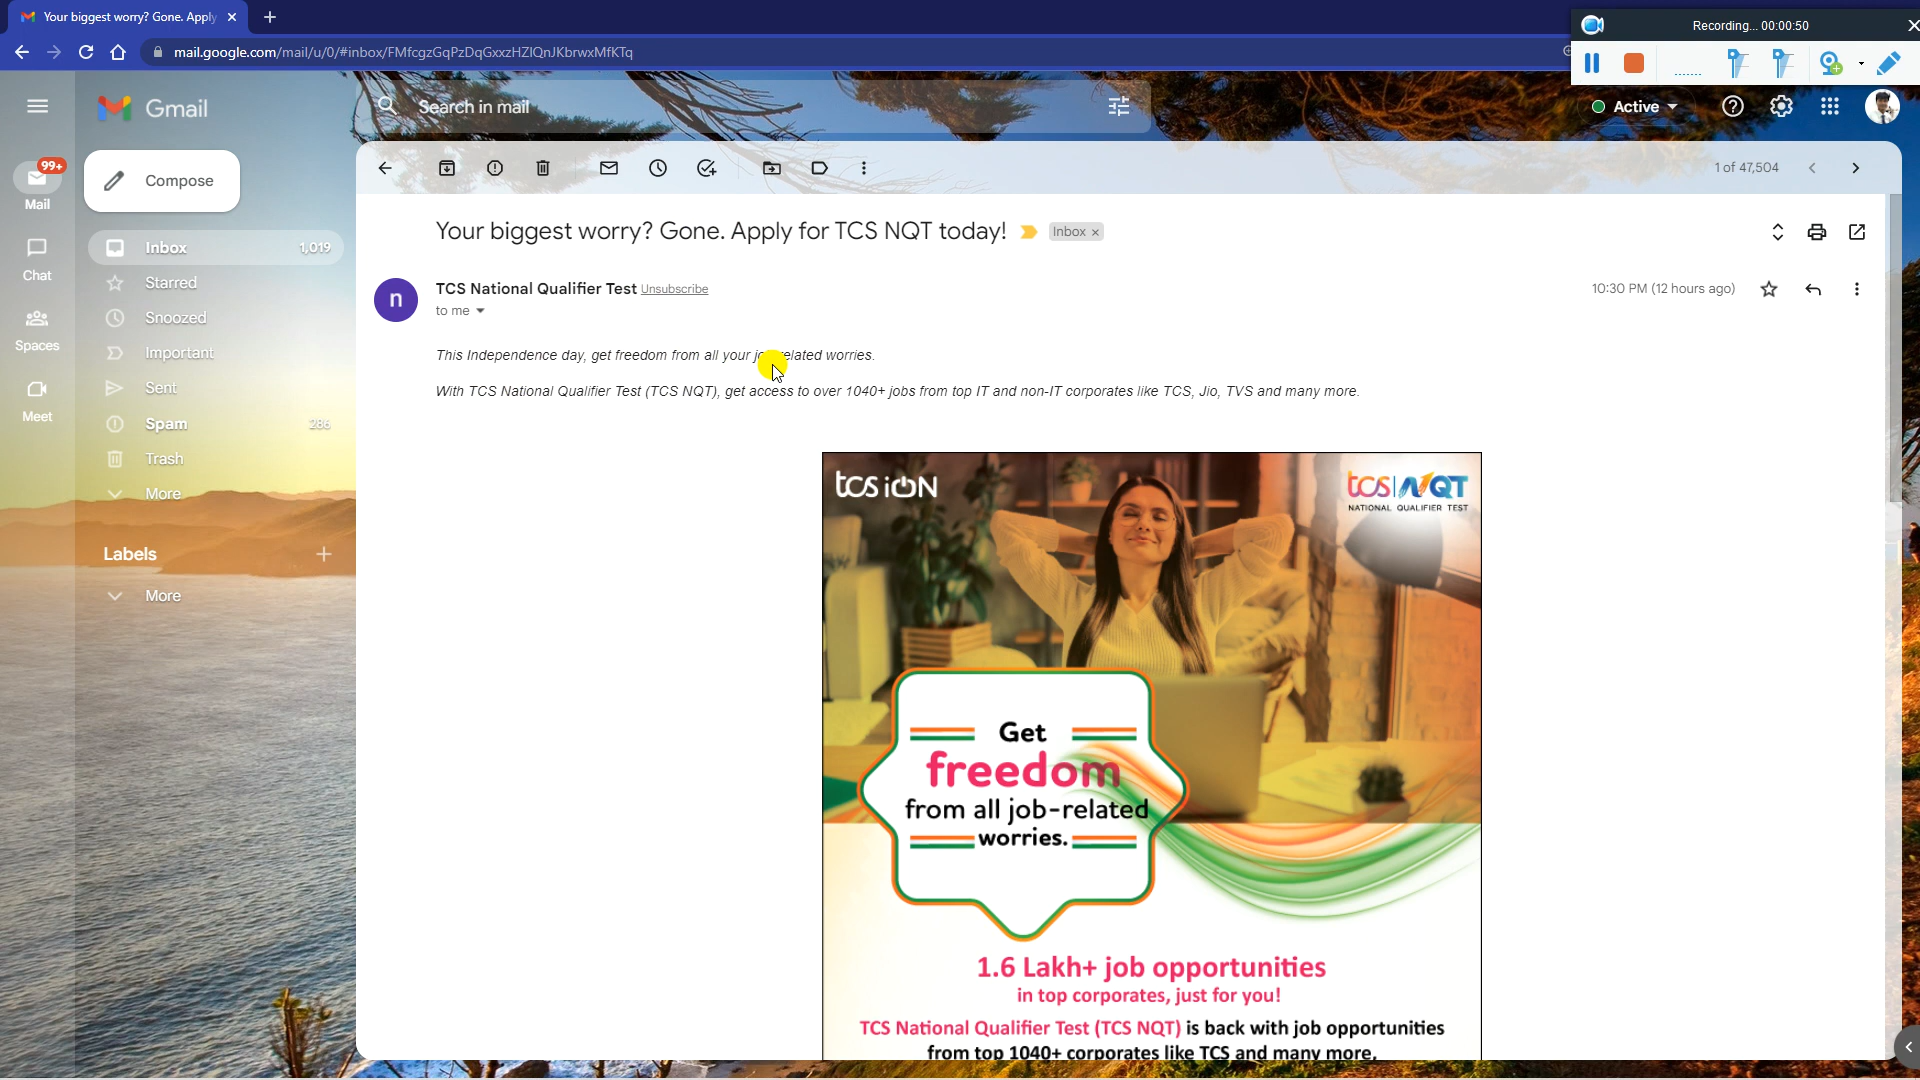 Your biggest worry? Gone. Apply
Recording... 00:00:50
mail.google.com/mail/u/0/#inbox/FMfcgzGqPzDqGxxzHZlQnJKbrwxMfKTq
Gmail
Search in mail
Active
99+
Mail
Compose
1 of 47,504
Inbox 1,019
Chat
Starred
Snoozed
Spaces
Important
Sent
Meet
Spam 286
Trash
More
Labels
More
Your biggest worry? Gone. Apply for TCS NQT today!
Inbox x
n
TCS National Qualifier Test Unsubscribe
10:30 PM (12 hours ago)
to me
This Independence day, get freedom from all your job related worries.
With TCS National Qualifier Test (TCS NQT), get access to over 1040+ jobs from top IT and non-IT corporates like TCS, Jio, TVS and many more.
tcs iON
tcs NQT
NATIONAL QUALIFIER TEST
Get
freedom
from all job-related
worries.
1.6 Lakh+ job opportunities
in top corporates, just for you!
TCS National Qualifier Test (TCS NQT) is back with job opportunities
from top 1040+ corporates like TCS and many more,